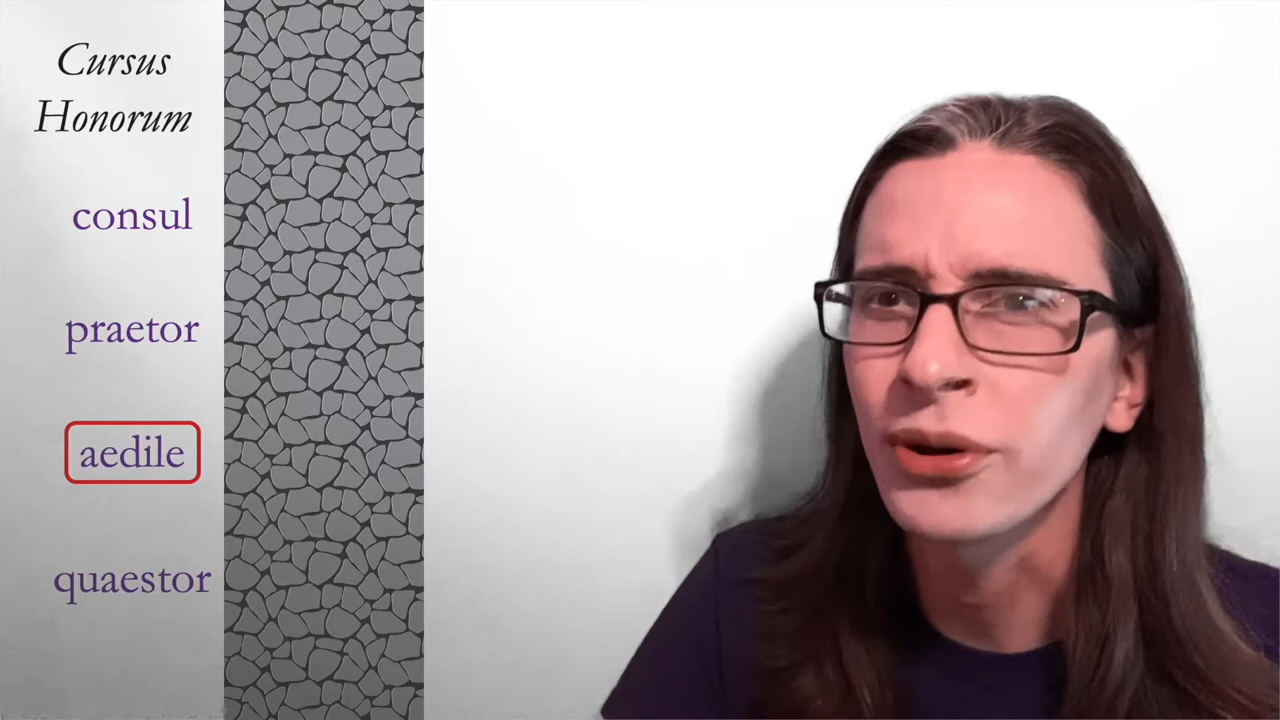 Cursus
Honorum
consul
praetor
aedile
quaestor